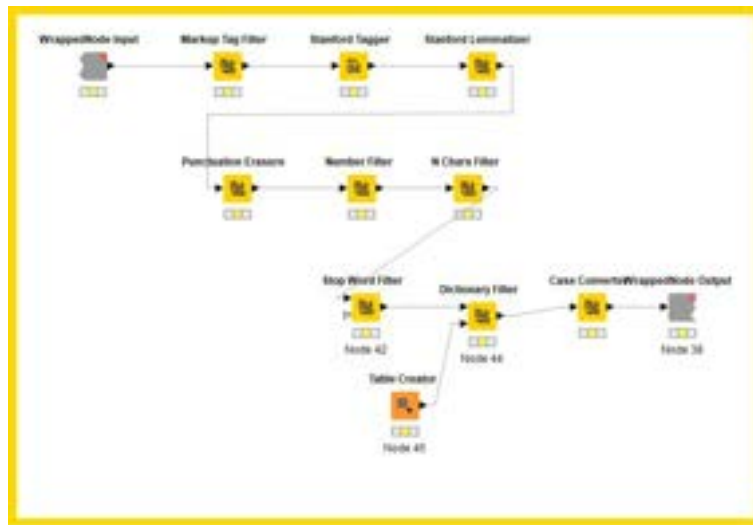 WrappedNode Input
Markup Tag Filter
Stanford Tagger
Stanford Lemmatizer
Punctuation Erasure
Number Filter
N Chars Filter
Stop Word Filter
Dictionary Filter
Case Converter
WrappedNode Output
Node 42
Node 44
Node 38
Table Creator
Node 45